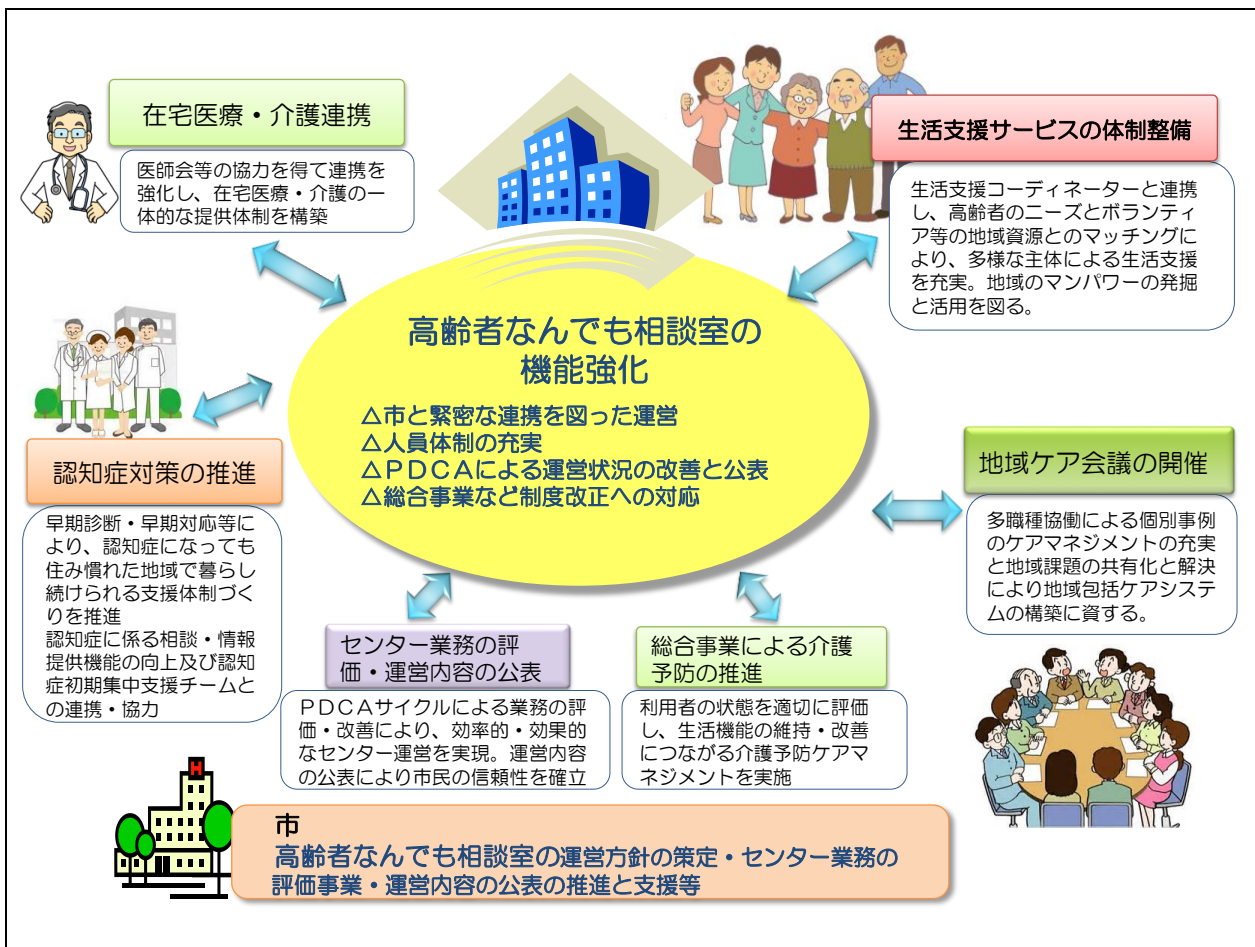 在宅医療・介護連携
医師会等の協力を得て連携を
強化し、在宅医療・介護の一
体的な提供体制を構築
生活支援サービスの体制整備
生活支援コーディネーターと連携
し、高齢者のニーズとボランティ
ア等の地域資源とのマッチングに
より、多様な主体による生活支援
を充実。地域のマンパワーの発掘
と活用を図る。
高齢者なんでも相談室の
機能強化
△市と緊密な連携を図った運営
△人員体制の充実
△PDCAによる運営状況の改善と公表
△総合事業など制度改正への対応
認知症対策の推進
早期診断・早期対応等に
より、認知症になっても
住み慣れた地域で暮らし
続けられる支援体制づく
りを推進
認知症に係る相談・情報
提供機能の向上及び認知
症初期集中支援チームと
の連携・協力
地域ケア会議の開催
多職種協働による個別事例
のケアマネジメントの充実
と地域課題の共有化と解決
により地域包括ケアシステ
ムの構築に資する。
センター業務の評
価・運営内容の公表
PDCAサイクルによる業務の評
価・改善により、効率的・効果的
なセンター運営を実現。運営内容
の公表により市民の信頼性を確立
総合事業による介護
予防の推進
利用者の状態を適切に評価
し、生活機能の維持・改善
につながる介護予防ケアマ
ネジメントを実施
H
市
高齢者なんでも相談室の運営方針の策定・センター業務の
評価事業・運営内容の公表の推進と支援等